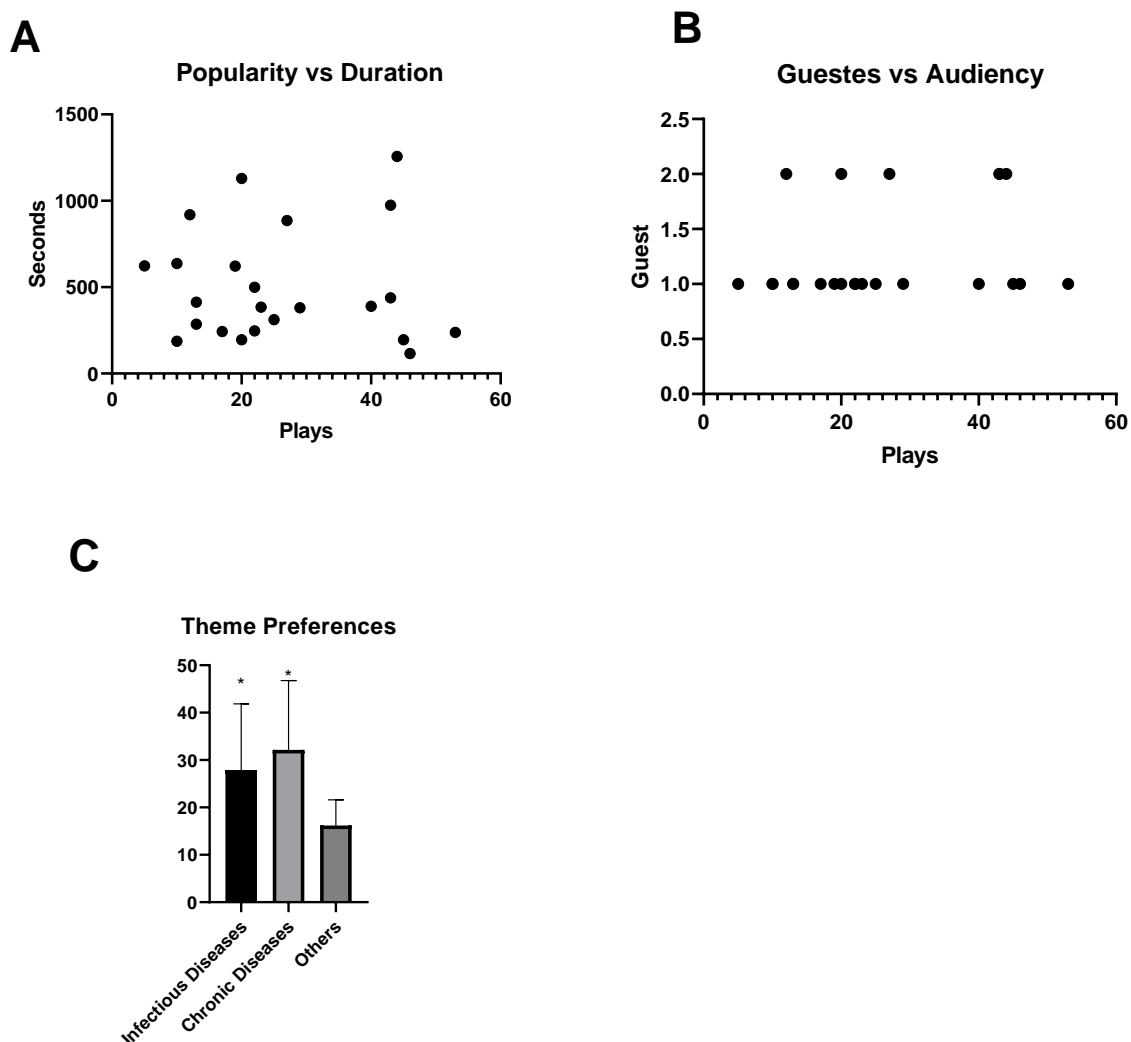 A
Popularity vs Duration
1500
1000
500
0
Seconds
0 20 40 60
Plays
B
Guestes vs Audiency
2.5
2.0
1.5
1.0
0.5
0.0
Guest
0 20 40 60
Plays
C
Theme Preferences
50
40
30
20
10
0
* *
Infectious Diseases
Chronic Diseases
Others